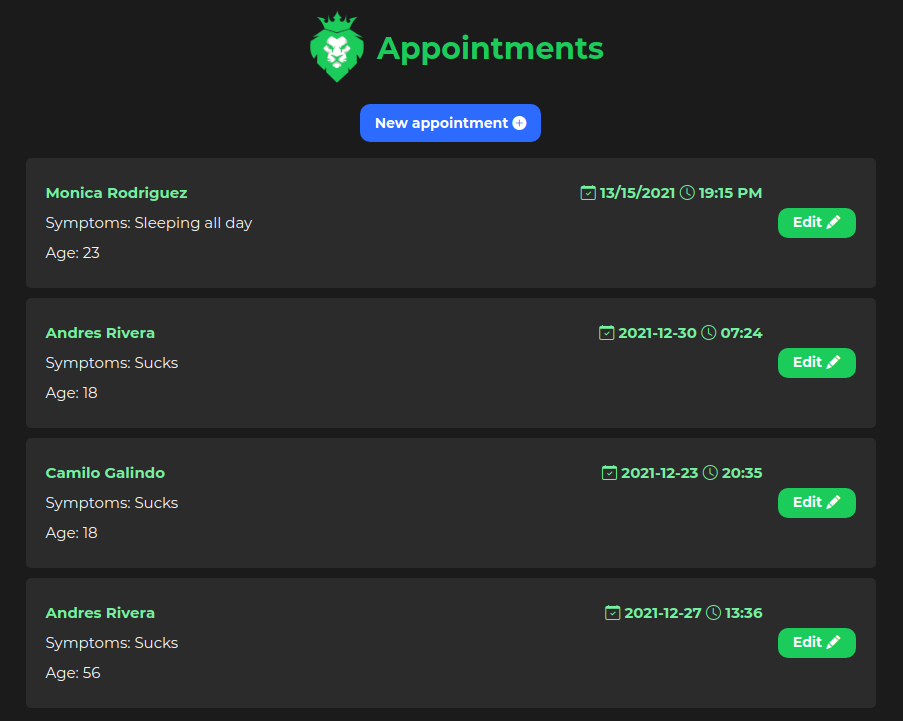 Appointments
New appointment
Monica Rodriguez
13/15/2021 19:15 PM
Symptoms: Sleeping all day
Edit
Age: 23
Andres Rivera
2021-12-30 07:24
Symptoms: Sucks
Edit
Age: 18
Camilo Galindo
2021-12-23 20:35
Symptoms: Sucks
Edit
Age: 18
Andres Rivera
2021-12-27 13:36
Symptoms: Sucks
Edit
Age: 56